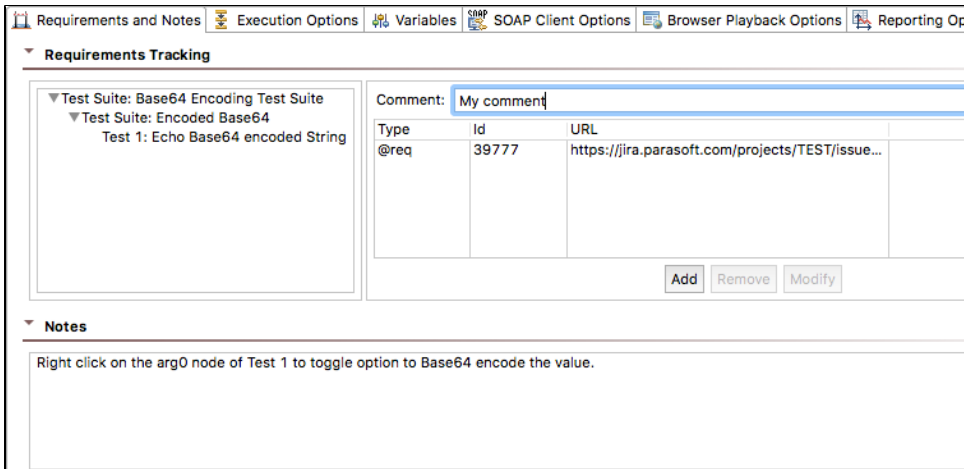 Requirements and Notes Execution Options Variables SOAP SOAP Client Options Browser Playback Options Reporting Op
Requirements Tracking
Test Suite: Base64 Encoding Test Suite
Test Suite: Encoded Base64
Test 1: Echo Base64 encoded String
Comment: My comment
Type Id URL
@req 39777 https://jira.parasoft.com/projects/TEST/issue...
Add Remove Modify
Notes
Right click on the arg0 node of Test 1 to toggle option to Base64 encode the value.